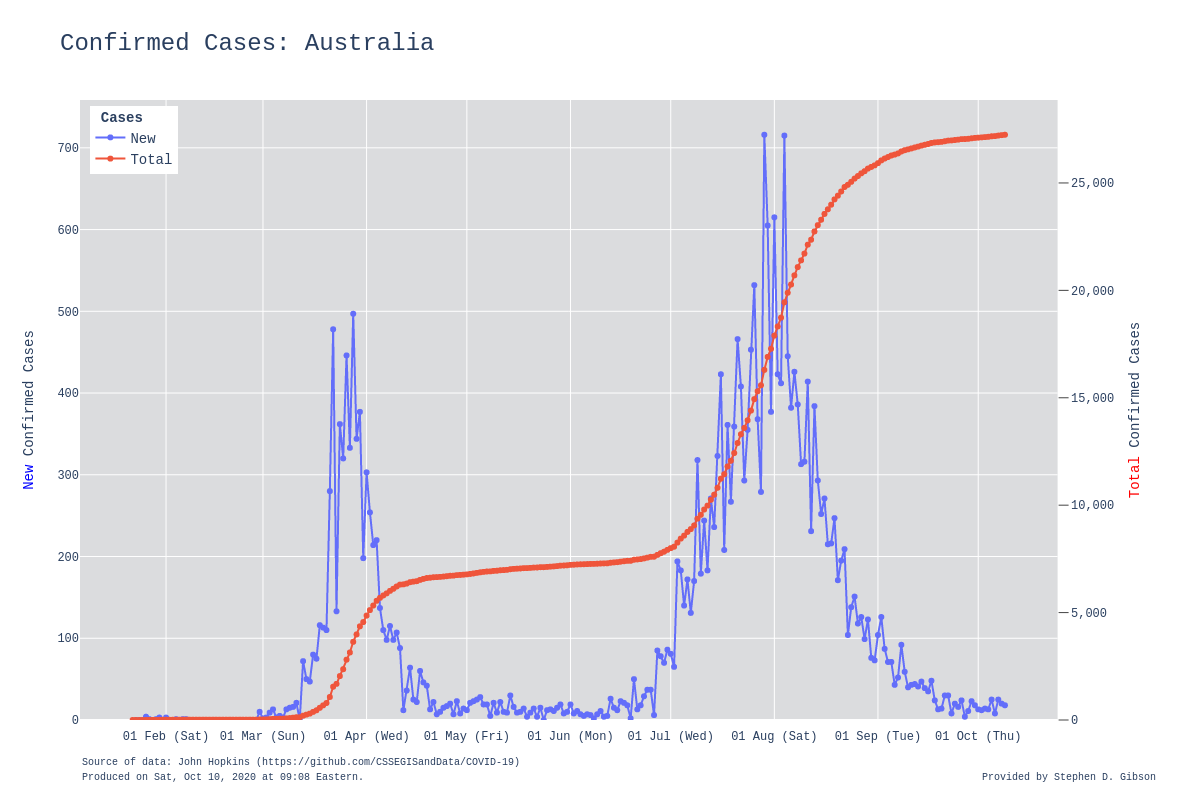 Confirmed Cases: Australia
Cases
New
Total
New Confirmed Cases
Total Confirmed Cases
700
600
500
400
300
200
100
0
25,000
20,000
15,000
10,000
5,000
0
01 Feb (Sat) 01 Mar (Sun) 01 Apr (Wed) 01 May (Fri) 01 Jun (Mon) 01 Jul (Wed) 01 Aug (Sat) 01 Sep (Tue) 01 Oct (Thu)
Source of data: John Hopkins (https://github.com/CSSEGISandData/COVID-19)
Produced on Sat, Oct 10, 2020 at 09:08 Eastern.
Provided by Stephen D. Gibson